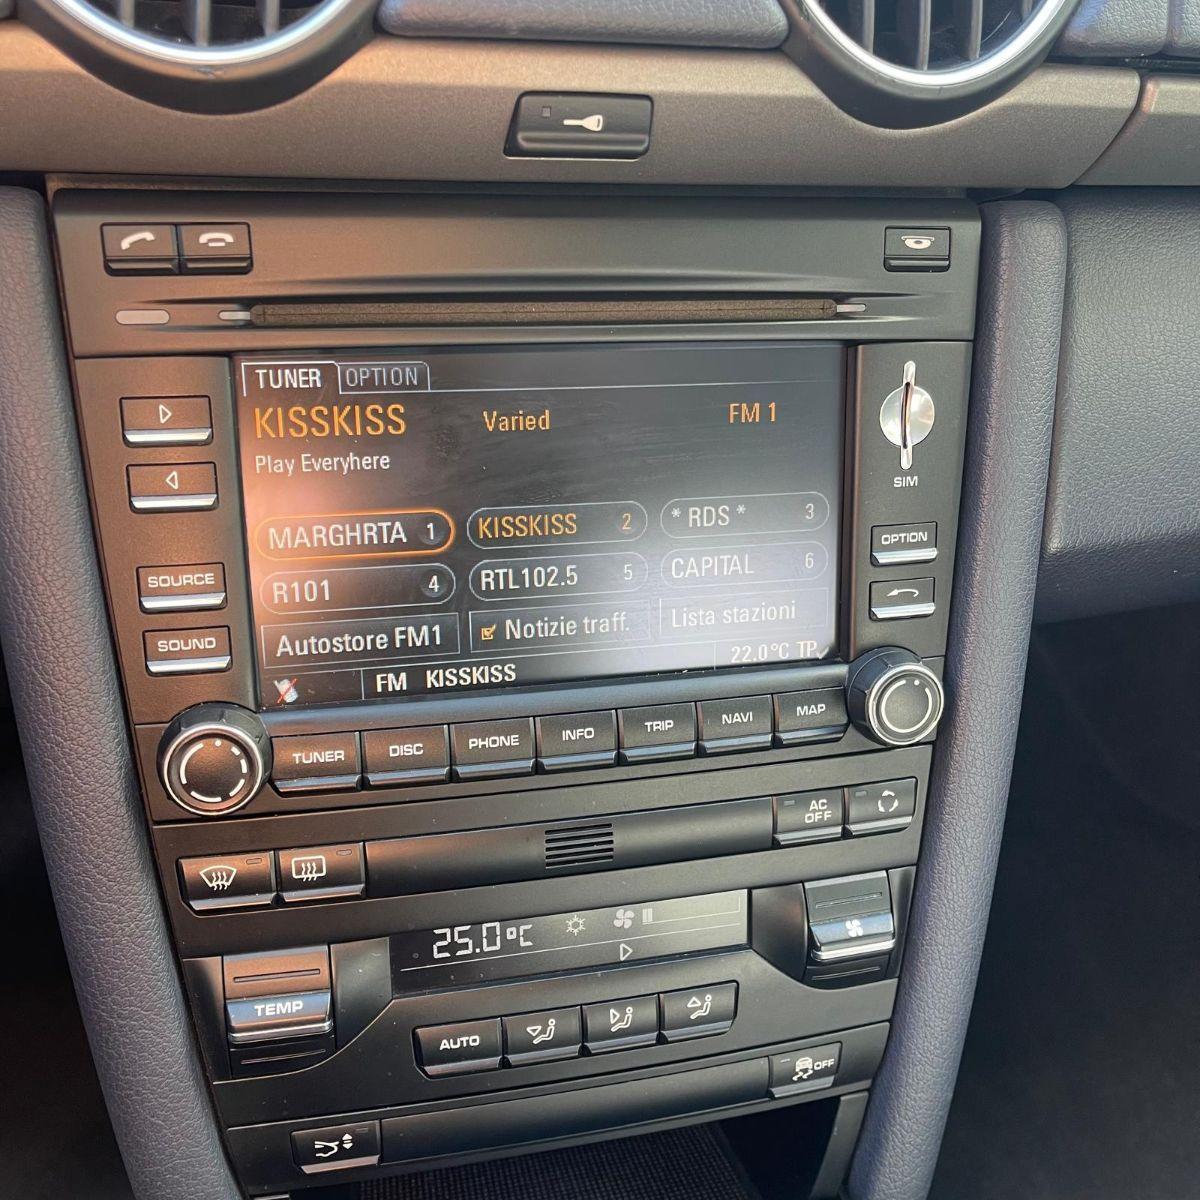 TUNER OPTION
KISSKISS Varied FM 1
Play Everyhere
MARGHRTA 1 KISSKISS 2 * RDS * 3
R101 4 RTL102.5 5 CAPITAL 6
Autostore FM1 Notizie traff. Lista stazioni
22.0°C TP
FM KISSKISS
SOURCE
SOUND
SIM
OPTION
TUNER DISC PHONE INFO TRIP NAVI MAP
AC
OFF
25.0°C
TEMP
AUTO
OFF